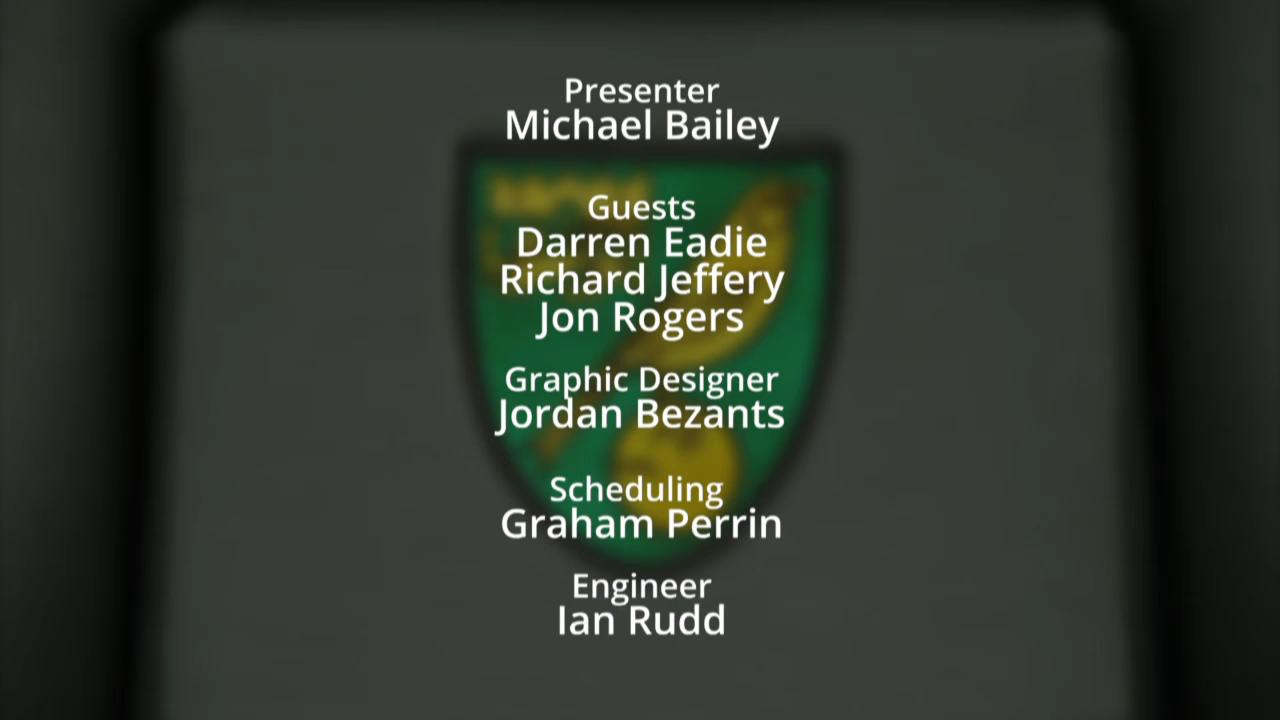 Presenter
Michael Bailey
Guests
Darren Eadie
Richard Jeffery
Jon Rogers
Graphic Designer
Jordan Bezants
Scheduling
Graham Perrin
Engineer
Ian Rudd